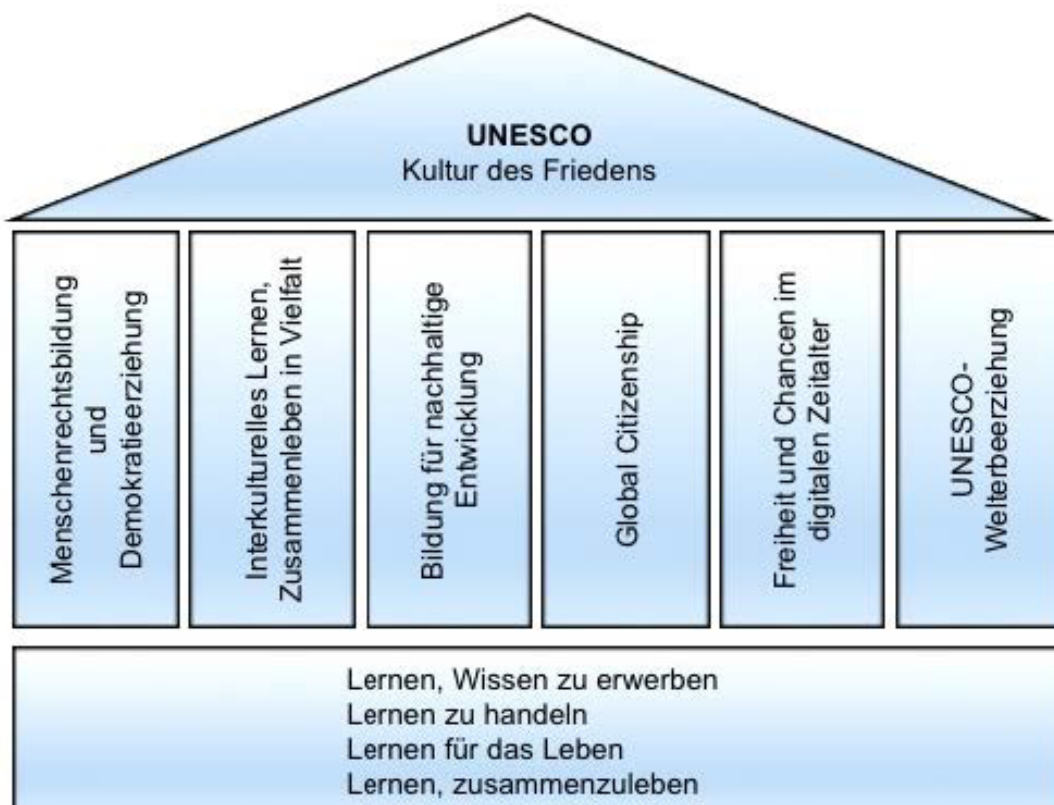 UNESCO
Kultur des Friedens
Menschenrechtsbildung
und
Demokratieerziehung
Interkulturelles Lernen,
Zusammenleben in Vielfalt
Bildung für nachhaltige
Entwicklung
Global Citizenship
Freiheit und Chancen im
digitalen Zeitalter
UNESCO-
Welterbeerziehung
Lernen, Wissen zu erwerben
Lernen zu handeln
Lernen für das Leben
Lernen, zusammenzuleben